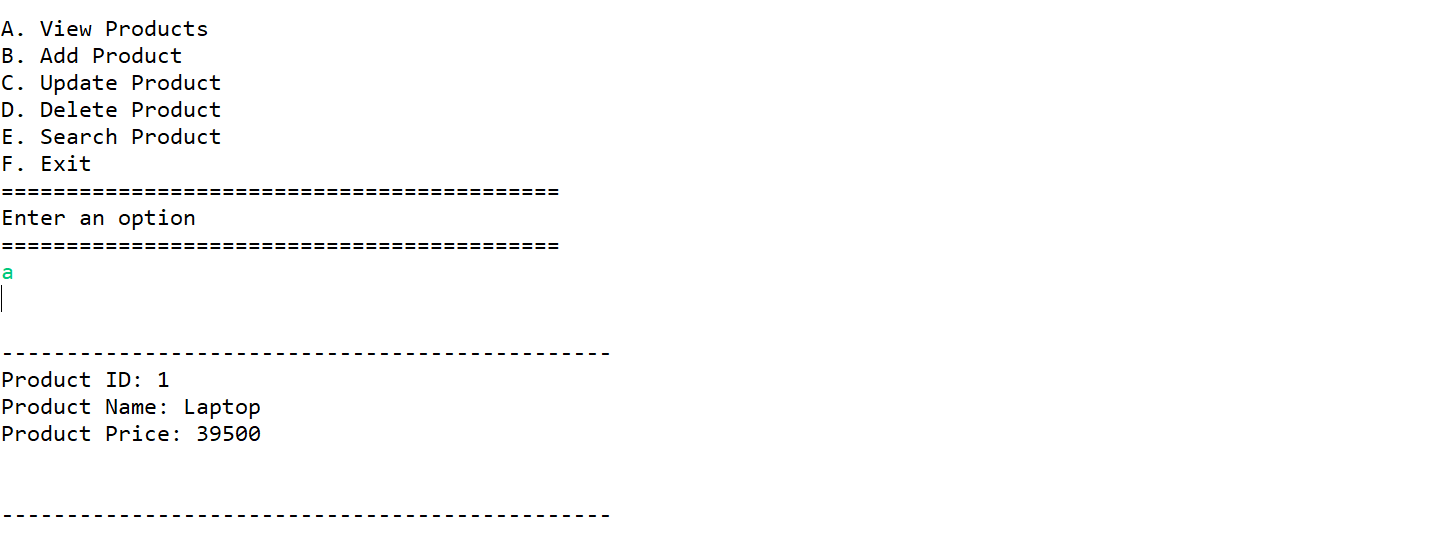 A. View Products
B. Add Product
C. Update Product
D. Delete Product
E. Search Product
F. Exit
===========================================
Enter an option
===========================================
a
-----------------------------------------------
Product ID: 1
Product Name: Laptop
Product Price: 39500
-----------------------------------------------